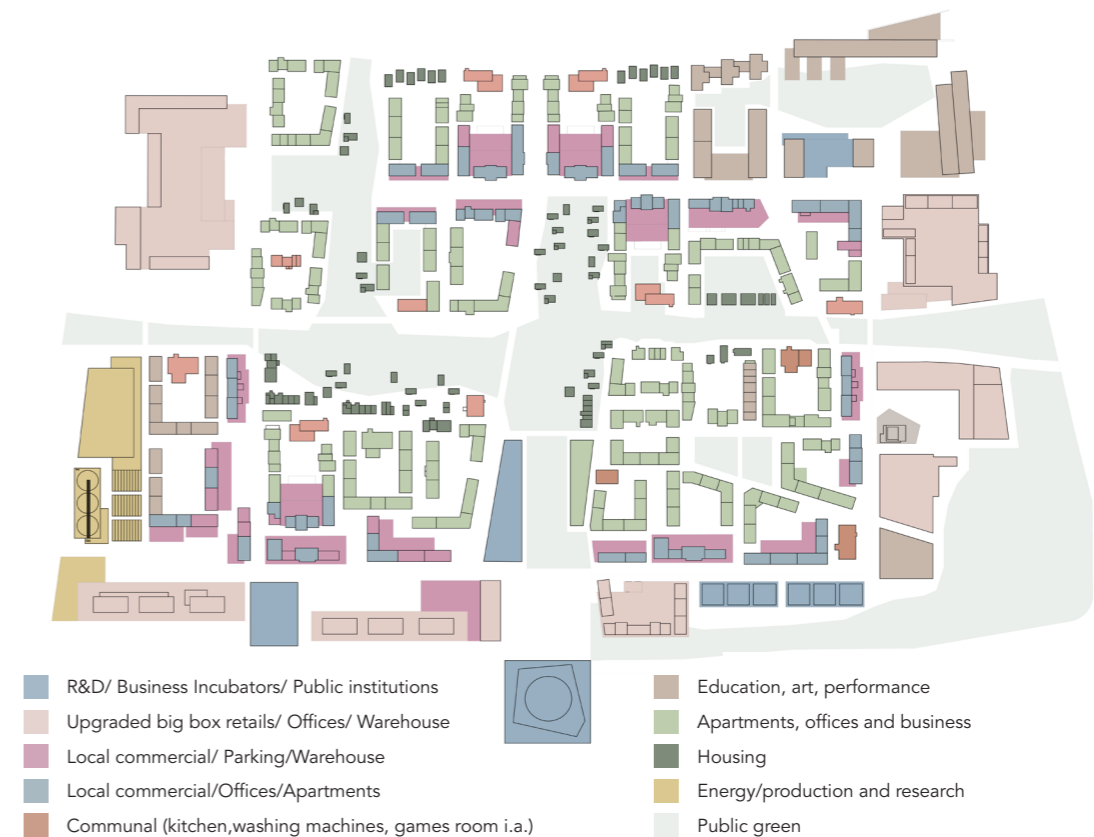 R&D/ Business Incubators/ Public institutions
Upgraded big box retails/ Offices/ Warehouse
Local commercial/ Parking/Warehouse
Local commercial/Offices/Apartments
Communal (kitchen,washing machines, games room i.a.)
Education, art, performance
Apartments, offices and business
Housing
Energy/production and research
Public green